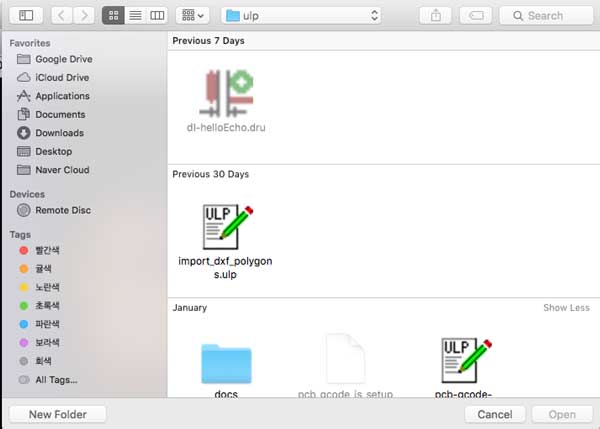 ulp
Search
Favorites
Google Drive
iCloud Drive
Applications
Documents
Downloads
Desktop
Naver Cloud
Devices
Remote Disc
Tags
빨간색
귤색
노란색
초록색
파란색
보라색
회색
All Tags...
Previous 7 Days
dl-helloEcho.dru
Previous 30 Days
ULP
import_dxf_polygon
s.ulp
January
Show Less
ULP
docs
pcb_gcode_is_setup
pcb-gcode-
New Folder
Cancel
Open